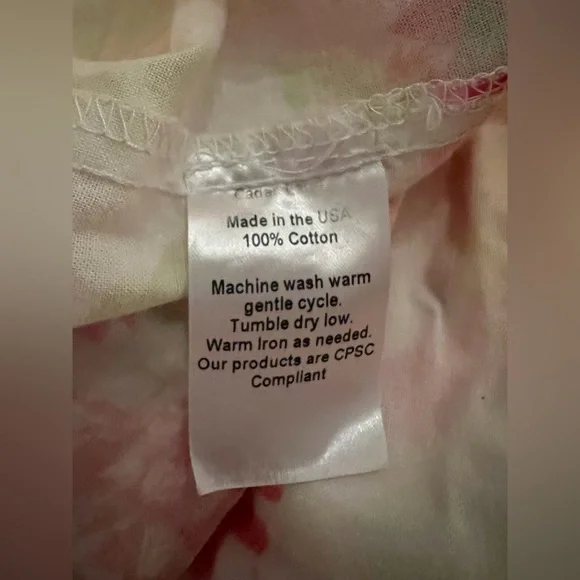 Made in the USA
100% Cotton
Machine wash warm
gentle cycle.
Tumble dry low.
Warm Iron as needed.
Our products are CPSC
Compliant